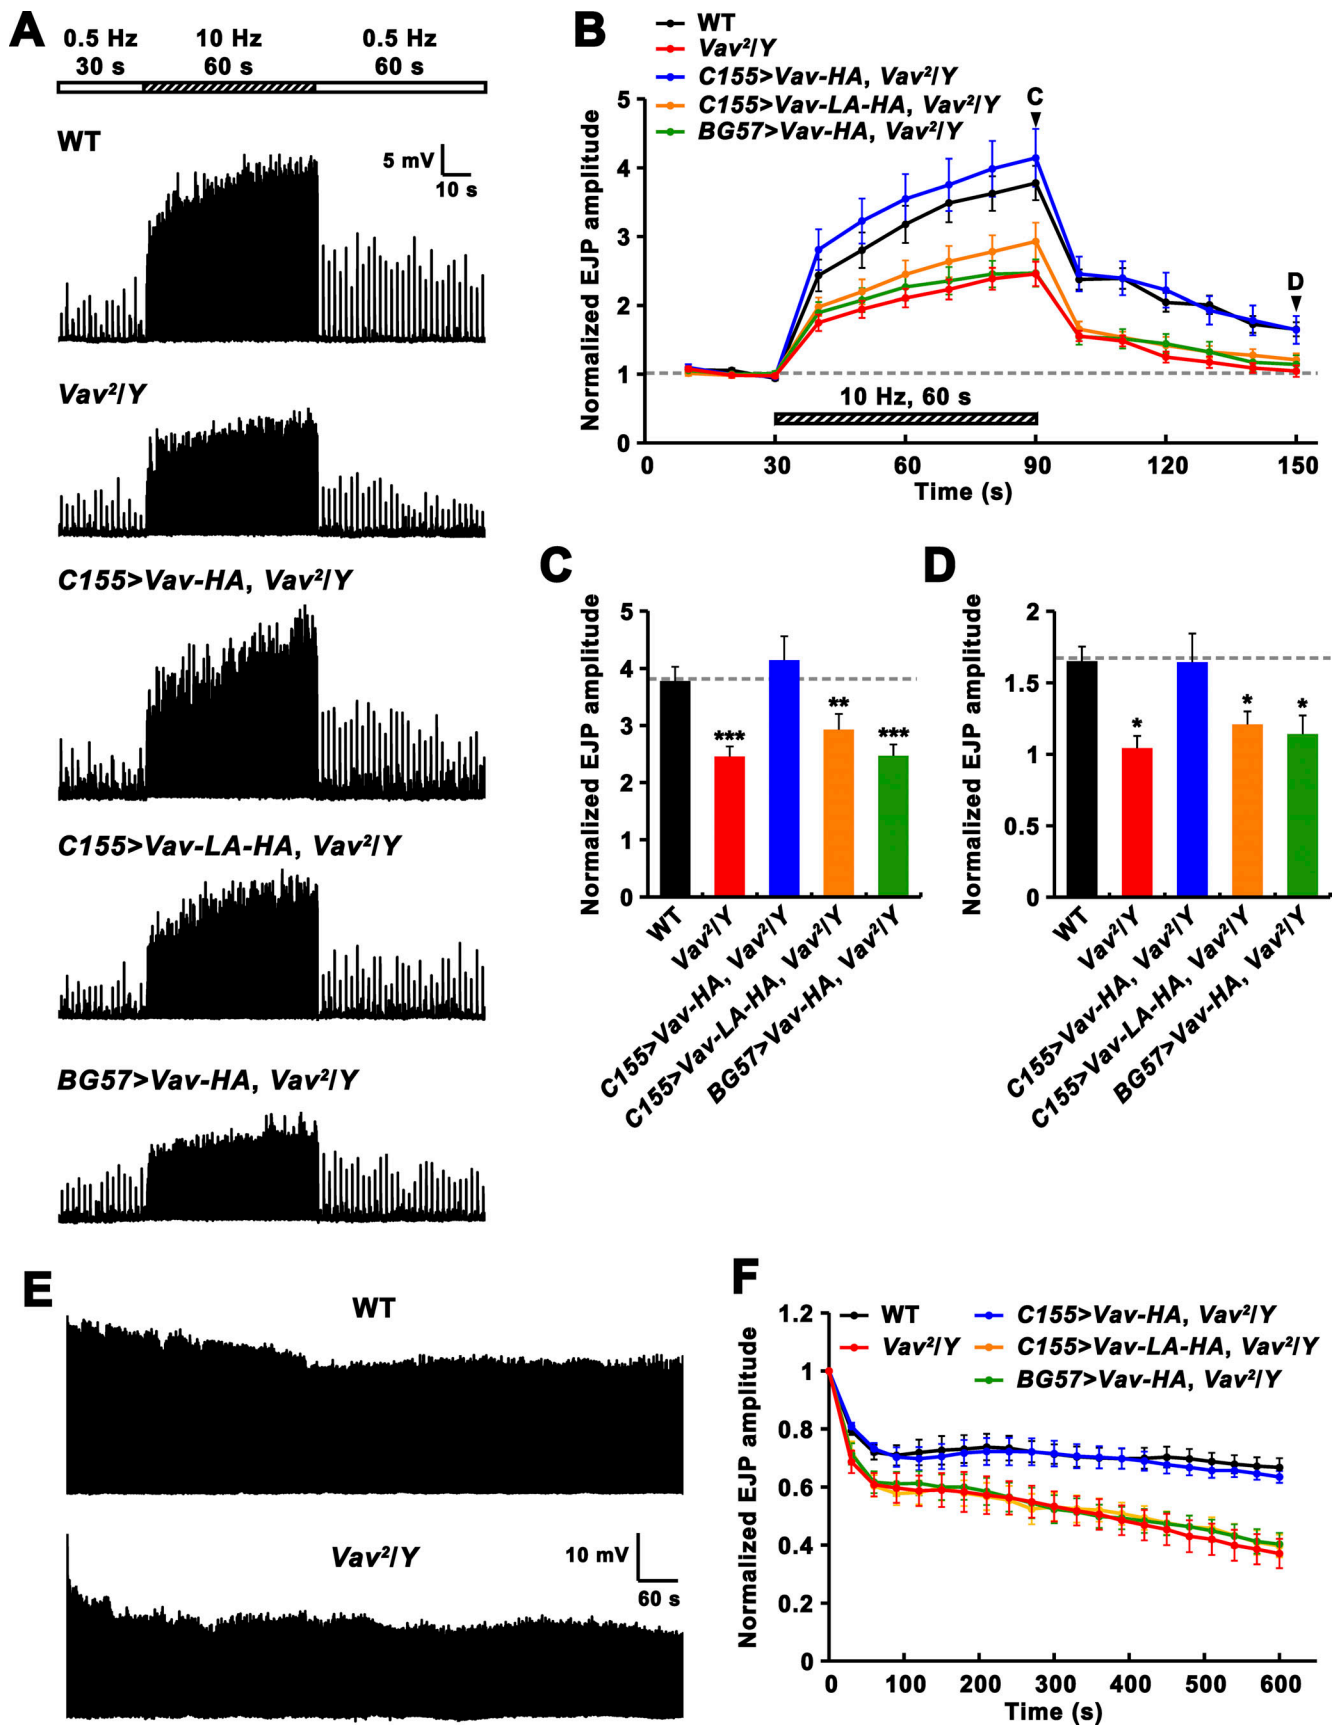 A
0.5 Hz 10 Hz 0.5 Hz
30 s 60 s 60 s
WT
5 mV
10 s
Vav²/Y
C155>Vav-HA, Vav²/Y
C155>Vav-LA-HA, Vav²/Y
BG57>Vav-HA, Vav²/Y
B
WT
Vav²/Y
C155>Vav-HA, Vav²/Y
C155>Vav-LA-HA, Vav²/Y
BG57>Vav-HA, Vav²/Y
Normalized EJP amplitude
5
4
3
2
1
0
C
D
10 Hz, 60 s
0 30 60 90 120 150
Time (s)
C
Normalized EJP amplitude
5
4
3
2
1
0
***
**
***
WT
Vav²/Y
C155>Vav-HA, Vav²/Y
C155>Vav-LA-HA, Vav²/Y
BG57>Vav-HA, Vav²/Y
D
Normalized EJP amplitude
2
1.5
1
0.5
0
*
*
*
WT
Vav²/Y
C155>Vav-HA, Vav²/Y
C155>Vav-LA-HA, Vav²/Y
BG57>Vav-HA, Vav²/Y
E
WT
Vav²/Y
10 mV
60 s
F
WT
Vav²/Y
C155>Vav-HA, Vav²/Y
C155>Vav-LA-HA, Vav²/Y
BG57>Vav-HA, Vav²/Y
Normalized EJP amplitude
1.2
1
0.8
0.6
0.4
0.2
0
0 100 200 300 400 500 600
Time (s)